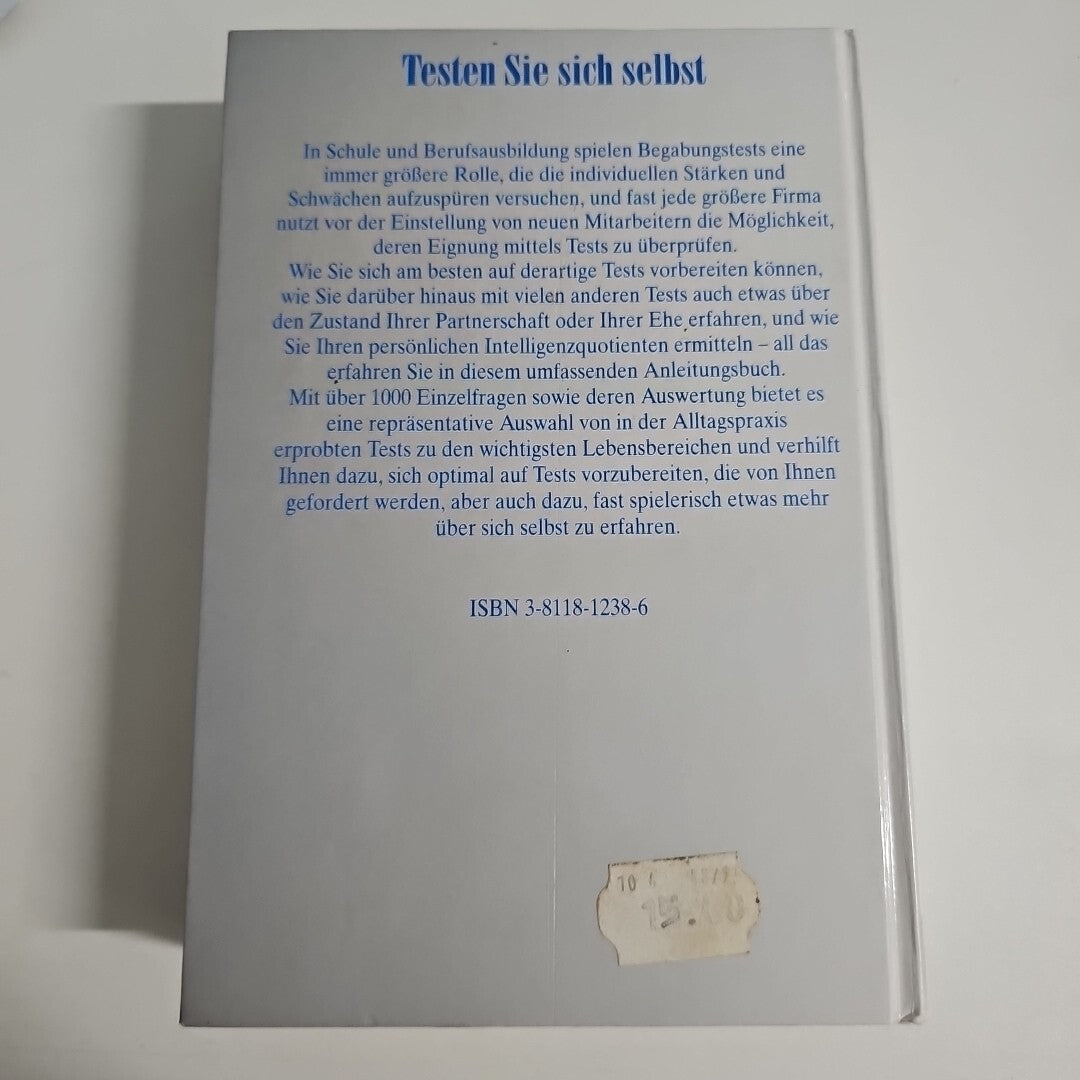 Testen Sie sich selbst
In Schule und Berufsausbildung spielen Begabungstests eine
immer größere Rolle, die die individuellen Stärken und
Schwächen aufzuspüren versuchen, und fast jede größere Firma
nutzt vor der Einstellung von neuen Mitarbeitern die Möglichkeit,
deren Eignung mittels Tests zu überprüfen.
Wie Sie sich am besten auf derartige Tests vorbereiten können,
wie Sie darüber hinaus mit vielen anderen Tests auch etwas über
den Zustand Ihrer Partnerschaft oder Ihrer Ehe erfahren, und wie
Sie Ihren persönlichen Intelligenzquotienten ermitteln – all das
erfahren Sie in diesem umfassenden Anleitungsbuch.
Mit über 1000 Einzelfragen sowie deren Auswertung bietet es
eine repräsentative Auswahl von in der Alltagspraxis
erprobten Tests zu den wichtigsten Lebensbereichen und verhilft
Ihnen dazu, sich optimal auf Tests vorzubereiten, die von Ihnen
gefordert werden, aber auch dazu, fast spielerisch etwas mehr
über sich selbst zu erfahren.
ISBN 3-8118-1238-6
10